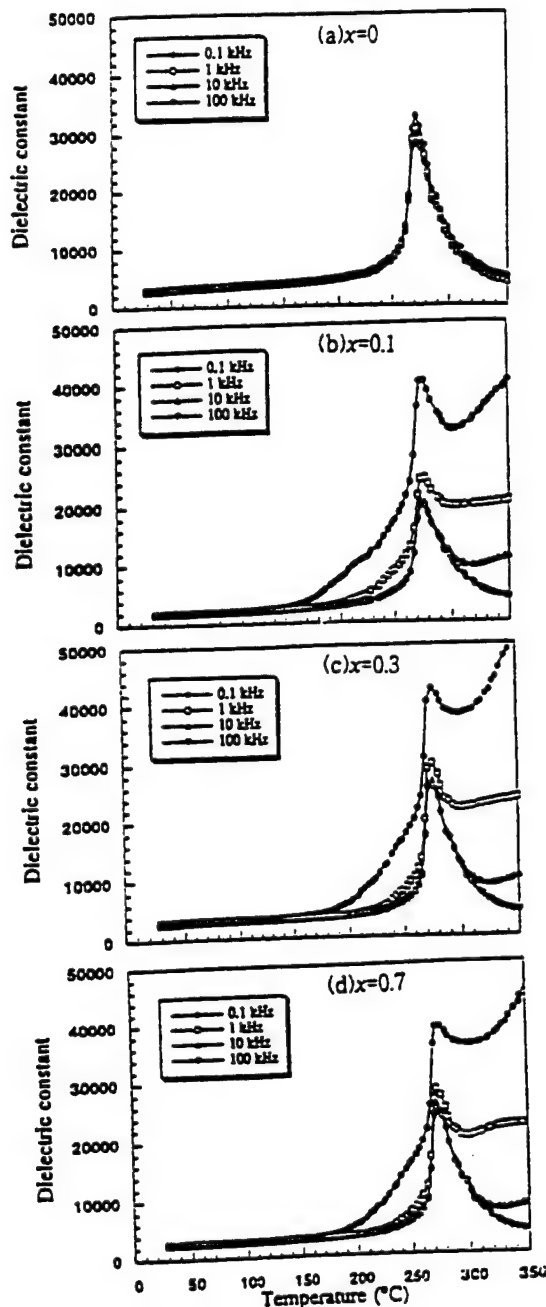 50000
40000
30000
20000
10000
0
Dielectric constant
(a)x=0
0.1 kHz
1 kHz
10 kHz
100 kHz
50000
40000
30000
20000
10000
0
Dielectric constant
(b)x=0.1
0.1 kHz
1 kHz
10 kHz
100 kHz
50000
40000
30000
20000
10000
0
Dielectric constant
(c)x=0.3
0.1 kHz
1 kHz
10 kHz
100 kHz
50000
40000
30000
20000
10000
0
Dielectric constant
(d)x=0.7
0.1 kHz
1 kHz
10 kHz
100 kHz
0 50 100 150 200 250 300 350
Temperature (°C)